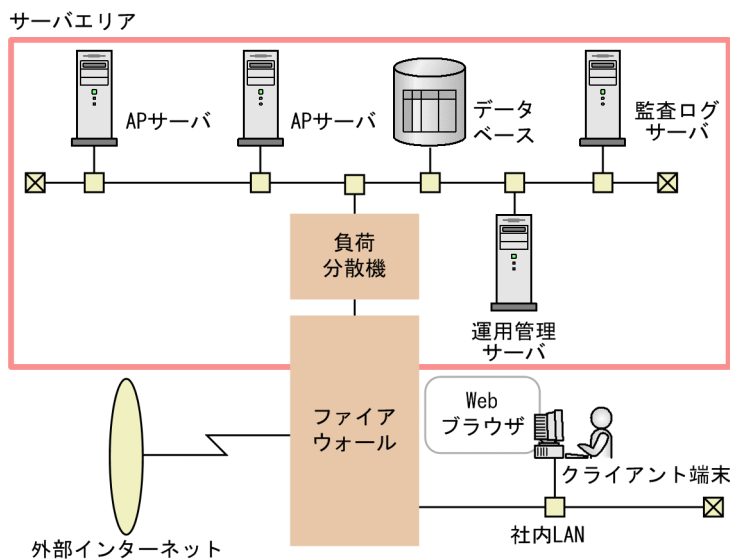 サーバエリア
APサーバ
APサーバ
データ
ベース
監査ログ
サーバ
負荷
分散機
運用管理
サーバ
ファイア
ウォール
Web
ブラウザ
クライアント端末
社内LAN
外部インターネット